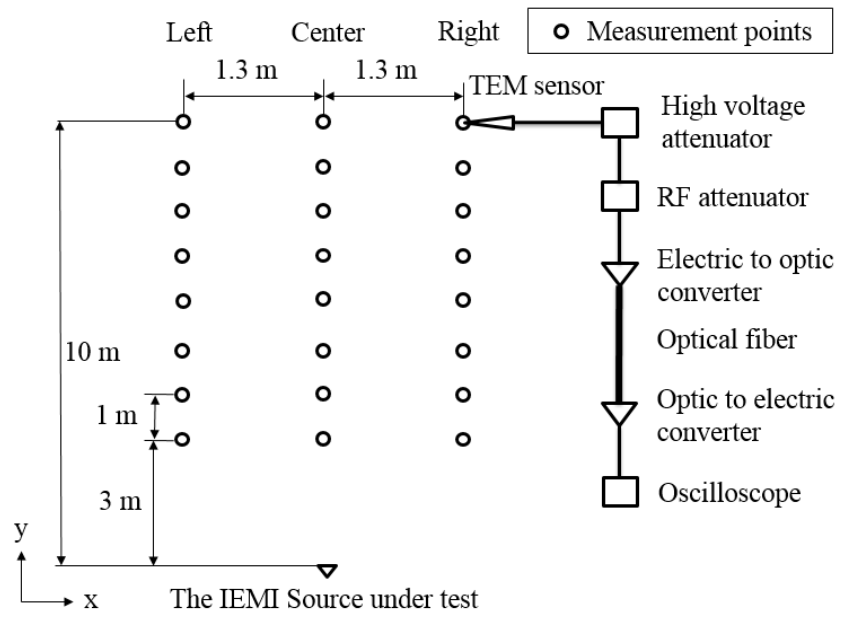 Left
Center
Right
Measurement points
1.3 m
1.3 m
TEM sensor
High voltage
attenuator
RF attenuator
Electric to optic
converter
10 m
Optical fiber
1 m
Optic to electric
converter
3 m
Oscilloscope
y
x
The IEMI Source under test